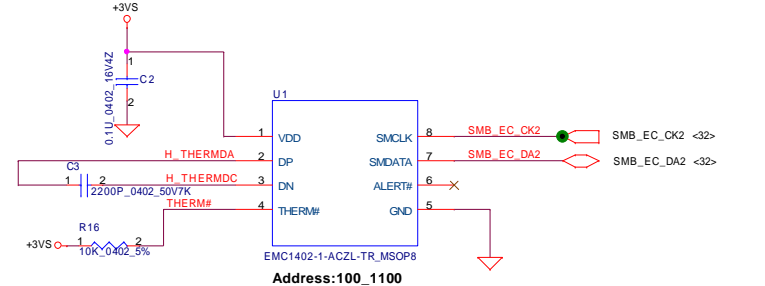 +3VS
1
C2
2
0.1U_0402_16V4Z
U1
1 VDD SMCLK 8 SMB_EC_CK2 SMB_EC_CK2 <32>
H_THERMDA 2 DP SMDATA 7 SMB_EC_DA2 SMB_EC_DA2 <32>
C3
1 2 H_THERMDC 3 DN ALERT# 6
2200P_0402_50V7K
THERM# 4 THERM# GND 5
R16
+3VS 1 2
10K_0402_5%
EMC1402-1-ACZL-TR_MSOP8
Address:100_1100